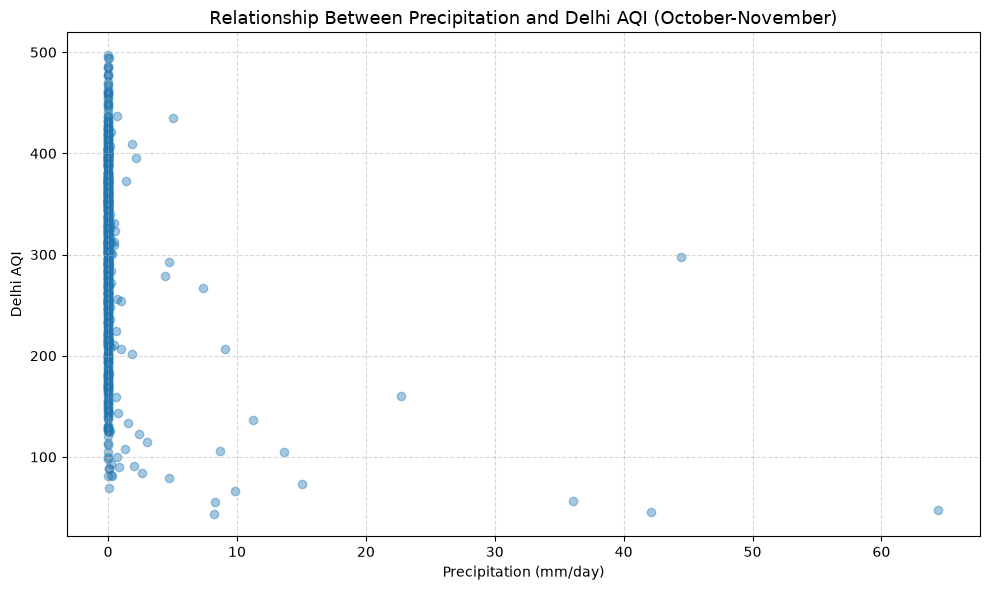 Relationship Between Precipitation and Delhi AQI (October-November)
Delhi AQI
500
400
300
200
100
0 10 20 30 40 50 60
Precipitation (mm/day)